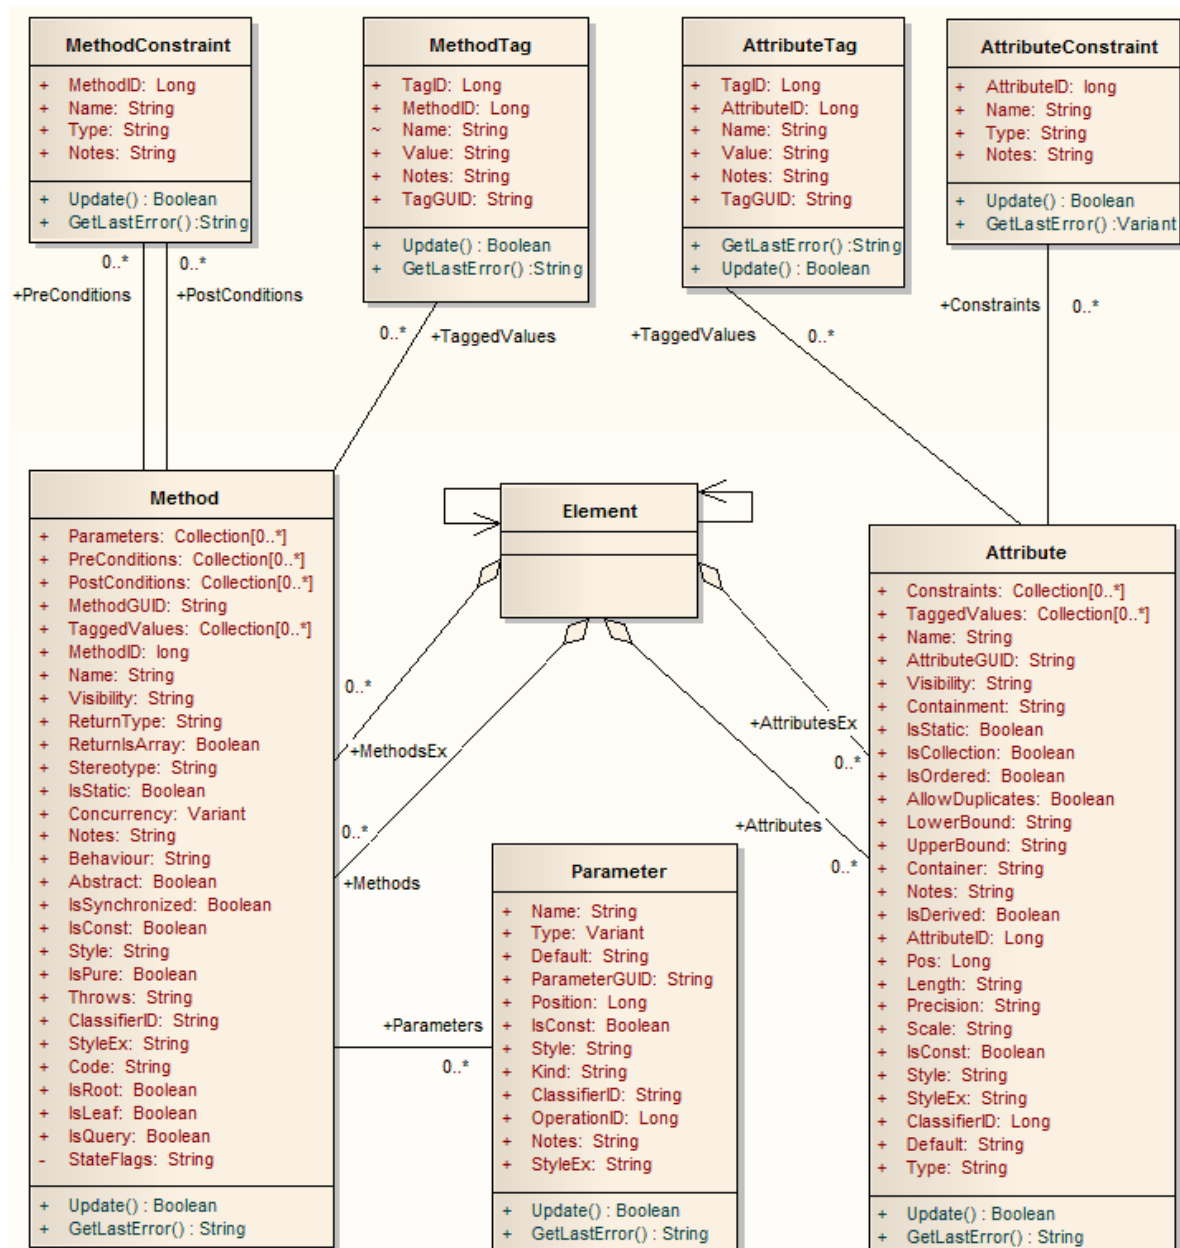 MethodConstraint
+ MethodID: Long
+ Name: String
+ Type: String
+ Notes: String
+ Update() : Boolean
+ GetLastError() :String
MethodTag
+ TagID: Long
+ MethodID: Long
~ Name: String
+ Value: String
+ Notes: String
+ TagGUID: String
+ Update() : Boolean
+ GetLastError() :String
AttributeTag
+ TagID: Long
+ AttributeID: Long
+ Name: String
+ Value: String
+ Notes: String
+ TagGUID: String
+ GetLastError() :String
+ Update() : Boolean
AttributeConstraint
+ AttributeID: long
+ Name: String
+ Type: String
+ Notes: String
+ Update() : Boolean
+ GetLastError() :Variant
0..*
0..*
+PreConditions
+PostConditions
0..*
+TaggedValues
+TaggedValues
0..*
+Constraints
0..*
Method
+ Parameters: Collection[0..*]
+ PreConditions: Collection[0..*]
+ PostConditions: Collection[0..*]
+ MethodGUID: String
+ TaggedValues: Collection[0..*]
+ MethodID: long
+ Name: String
+ Visibility: String
+ ReturnType: String
+ ReturnIsArray: Boolean
+ Stereotype: String
+ IsStatic: Boolean
+ Concurrency: Variant
+ Notes: String
+ Behaviour: String
+ Abstract: Boolean
+ IsSynchronized: Boolean
+ IsConst: Boolean
+ Style: String
+ IsPure: Boolean
+ Throws: String
+ ClassifierID: String
+ StyleEx: String
+ Code: String
+ IsRoot: Boolean
+ IsLeaf: Boolean
+ IsQuery: Boolean
- StateFlags: String
+ Update() : Boolean
+ GetLastError() : String
Element
0..*
+MethodsEx
0..*
+Methods
+AttributesEx
0..*
+Attributes
0..*
+Parameters
0..*
Parameter
+ Name: String
+ Type: Variant
+ Default: String
+ ParameterGUID: String
+ Position: Long
+ IsConst: Boolean
+ Style: String
+ Kind: String
+ ClassifierID: String
+ OperationID: Long
+ Notes: String
+ StyleEx: String
+ Update() : Boolean
+ GetLastError() : String
Attribute
+ Constraints: Collection[0..*]
+ TaggedValues: Collection[0..*]
+ Name: String
+ AttributeGUID: String
+ Visibility: String
+ Containment: String
+ IsStatic: Boolean
+ IsCollection: Boolean
+ IsOrdered: Boolean
+ AllowDuplicates: Boolean
+ LowerBound: String
+ UpperBound: String
+ Container: String
+ Notes: String
+ IsDerived: Boolean
+ AttributeID: Long
+ Pos: Long
+ Length: String
+ Precision: String
+ Scale: String
+ IsConst: Boolean
+ Style: String
+ StyleEx: String
+ ClassifierID: Long
+ Default: String
+ Type: String
+ Update() : Boolean
+ GetLastError() : String